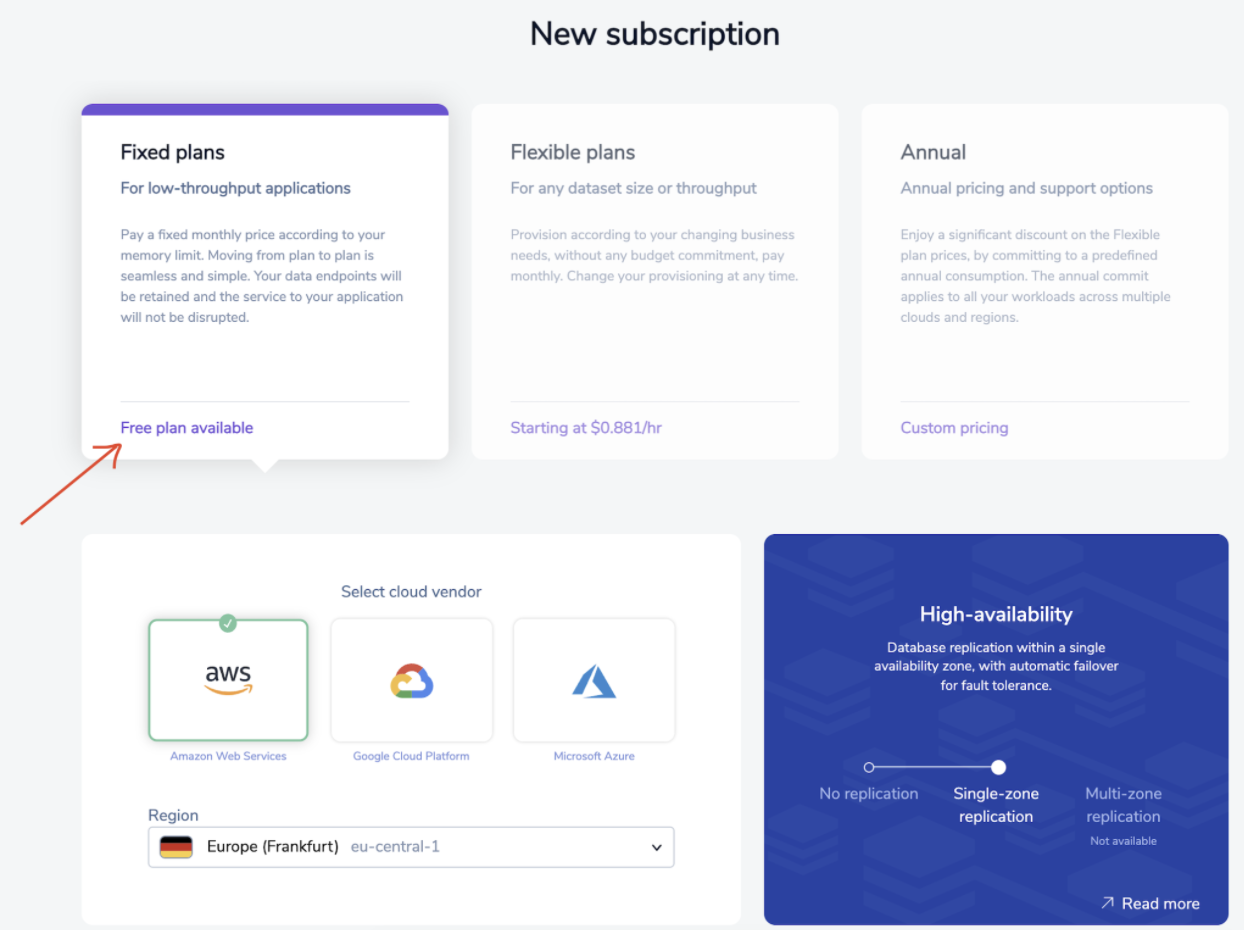 New subscription
Fixed plans
For low-throughput applications
Pay a fixed monthly price according to your
memory limit. Moving from plan to plan is
seamless and simple. Your data endpoints will
be retained and the service to your application
will not be disrupted.
Free plan available
Flexible plans
For any dataset size or throughput
Provision according to your changing business
needs, without any budget commitment, pay
monthly. Change your provisioning at any time.
Starting at $0.881/hr
Annual
Annual pricing and support options
Enjoy a significant discount on the Flexible
plan prices, by committing to a predefined
annual consumption. The annual commit
applies to all your workloads across multiple
clouds and regions.
Custom pricing
Select cloud vendor
aws
Amazon Web Services
Google Cloud Platform
Microsoft Azure
Region
Europe (Frankfurt) eu-central-1
High-availability
Database replication within a single
availability zone, with automatic failover
for fault tolerance.
No replication
Single-zone
replication
Multi-zone
replication
Not available
Read more